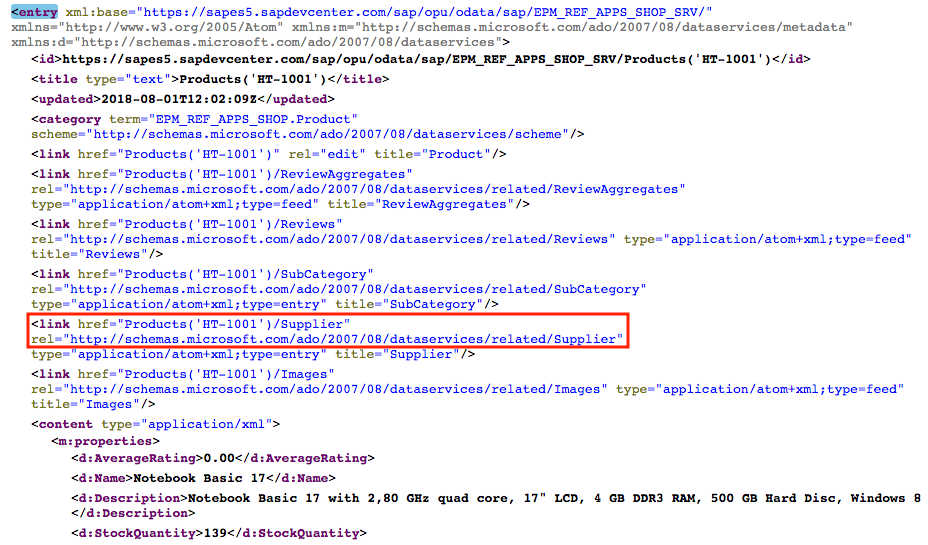 <entry xml:base="https://sapes5.sapdevcenter.com/sap/opu/odata/sap/EPM_REF_APPS_SHOP_SRV/"
xmlns="http://www.w3.org/2005/Atom" xmlns:m="http://schemas.microsoft.com/ado/2007/08/dataservices/metadata"
xmlns:d="http://schemas.microsoft.com/ado/2007/08/dataservices">
<id>https://sapes5.sapdevcenter.com/sap/opu/odata/sap/EPM_REF_APPS_SHOP_SRV/Products('HT-1001')</id>
<title type="text">Products('HT-1001')</title>
<updated>2018-08-01T12:02:09Z</updated>
<category term="EPM_REF_APPS_SHOP.Product"
scheme="http://schemas.microsoft.com/ado/2007/08/dataservices/scheme"/>
<link href="Products('HT-1001')" rel="edit" title="Product"/>
<link href="Products('HT-1001')/ReviewAggregates"
rel="http://schemas.microsoft.com/ado/2007/08/dataservices/related/ReviewAggregates"
type="application/atom+xml;type=feed" title="ReviewAggregates"/>
<link href="Products('HT-1001')/Reviews"
rel="http://schemas.microsoft.com/ado/2007/08/dataservices/related/Reviews" type="application/atom+xml;type=feed"
title="Reviews"/>
<link href="Products('HT-1001')/SubCategory"
rel="http://schemas.microsoft.com/ado/2007/08/dataservices/related/SubCategory"
type="application/atom+xml;type=entry" title="SubCategory"/>
<link href="Products('HT-1001')/Supplier"
rel="http://schemas.microsoft.com/ado/2007/08/dataservices/related/Supplier"
type="application/atom+xml;type=entry" title="Supplier"/>
<link href="Products('HT-1001')/Images"
rel="http://schemas.microsoft.com/ado/2007/08/dataservices/related/Images" type="application/atom+xml;type=feed"
title="Images"/>
<content type="application/xml">
<m:properties>
<d:AverageRating>0.00</d:AverageRating>
<d:Name>Notebook Basic 17</d:Name>
<d:Description>Notebook Basic 17 with 2,80 GHz quad core, 17" LCD, 4 GB DDR3 RAM, 500 GB Hard Disc, Windows 8
</d:Description>
<d:StockQuantity>139</d:StockQuantity>